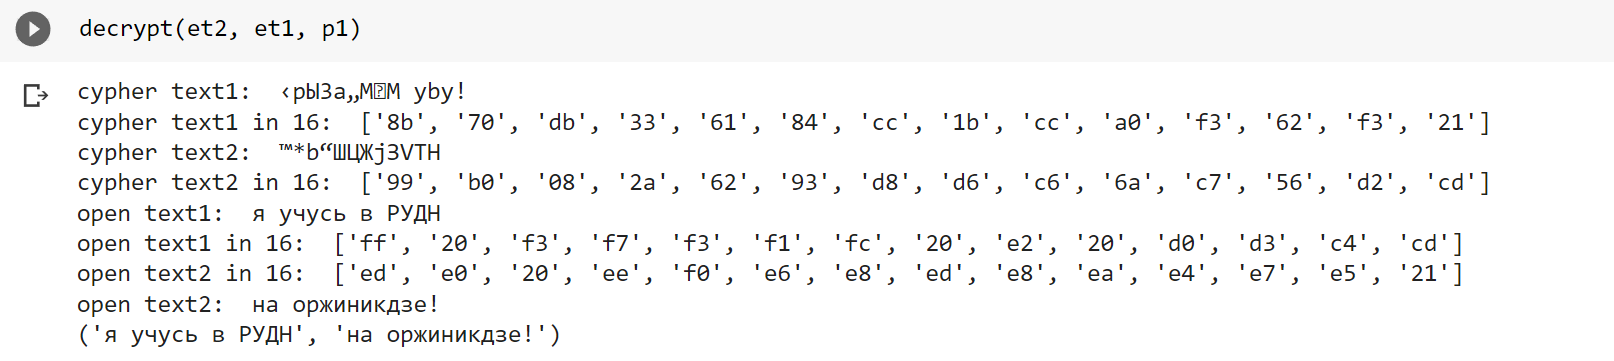 decrypt(et2, et1, p1)
cypher text1:  ‹рЫ3a„М�М уbу!
cypher text1 in 16:  ['8b', '70', 'db', '33', '61', '84', 'cc', '1b', 'cc', 'a0', 'f3', '62', 'f3', '21']
cypher text2:  ™*b“ШЦЖjЗVТН
cypher text2 in 16:  ['99', 'b0', '08', '2a', '62', '93', 'd8', 'd6', 'c6', '6a', 'c7', '56', 'd2', 'cd']
open text1:  я учусь в РУДН
open text1 in 16:  ['ff', '20', 'f3', 'f7', 'f3', 'f1', 'fc', '20', 'e2', '20', 'd0', 'd3', 'c4', 'cd']
open text2 in 16:  ['ed', 'e0', '20', 'ee', 'f0', 'e6', 'e8', 'ed', 'e8', 'ea', 'e4', 'e7', 'e5', '21']
open text2:  на оржиникдзе!
('я учусь в РУДН', 'на оржиникдзе!')